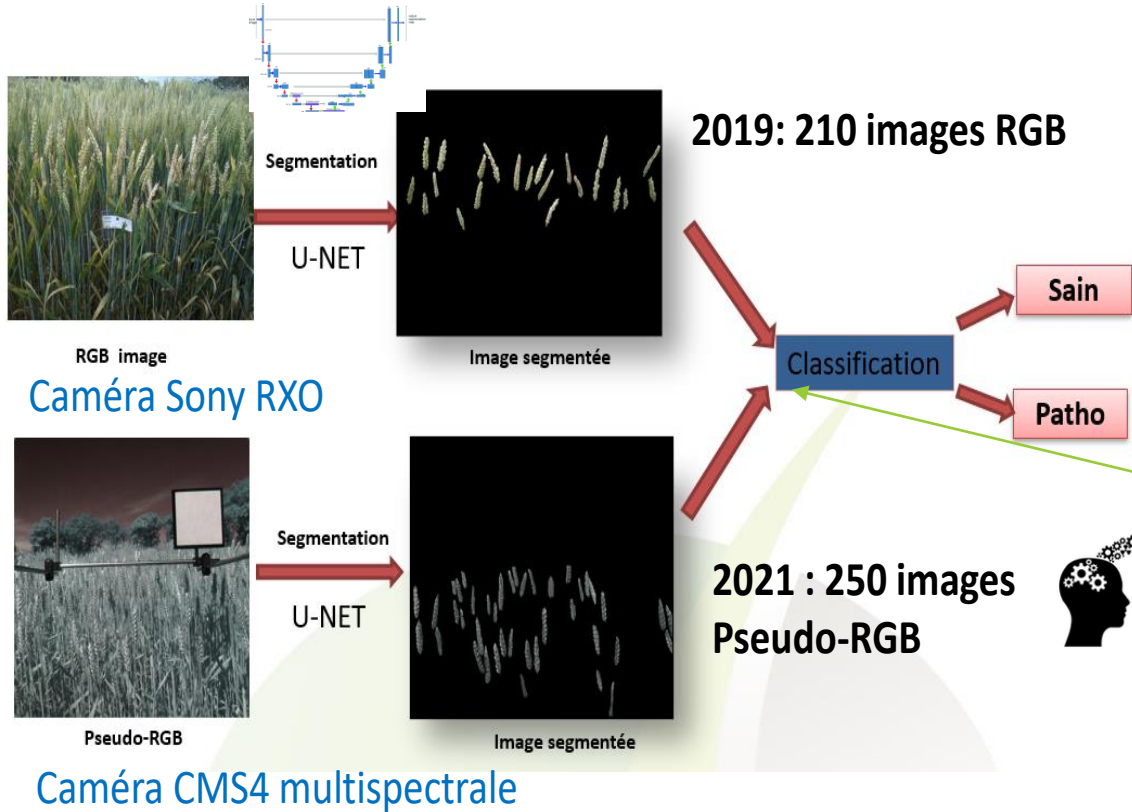 2019: 210 images RGB
Segmentation
U-NET
RGB image
Image segmentée
Caméra Sony RXO
Classification
Sain
Patho
Segmentation
U-NET
2021 : 250 images
Pseudo-RGB
Pseudo-RGB
Image segmentée
Caméra CMS4 multispectrale